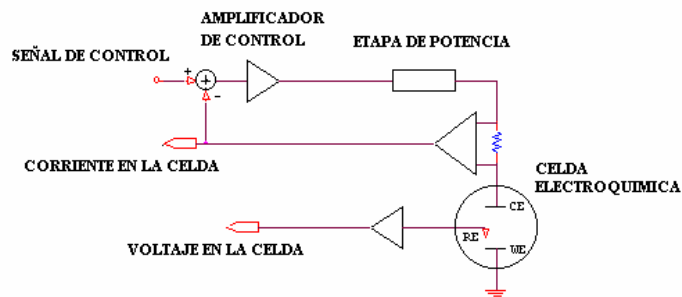 AMPLIFICADOR
DE CONTROL
ETAPA DE POTENCIA
SEÑAL DE CONTROL
+
+
-
CORRIENTE EN LA CELDA
CELDA
ELECTROQUIMICA
CE
RE
WE
VOLTAJE EN LA CELDA